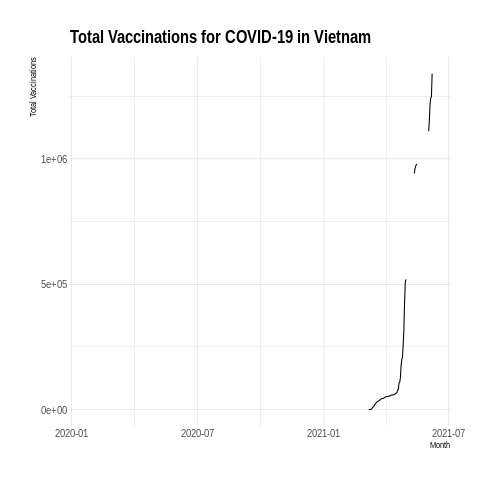 Total Vaccinations for COVID-19 in Vietnam
Total Vaccinations
1e+06
5e+05
0e+00
2020-01 2020-07 2021-01 2021-07
Month